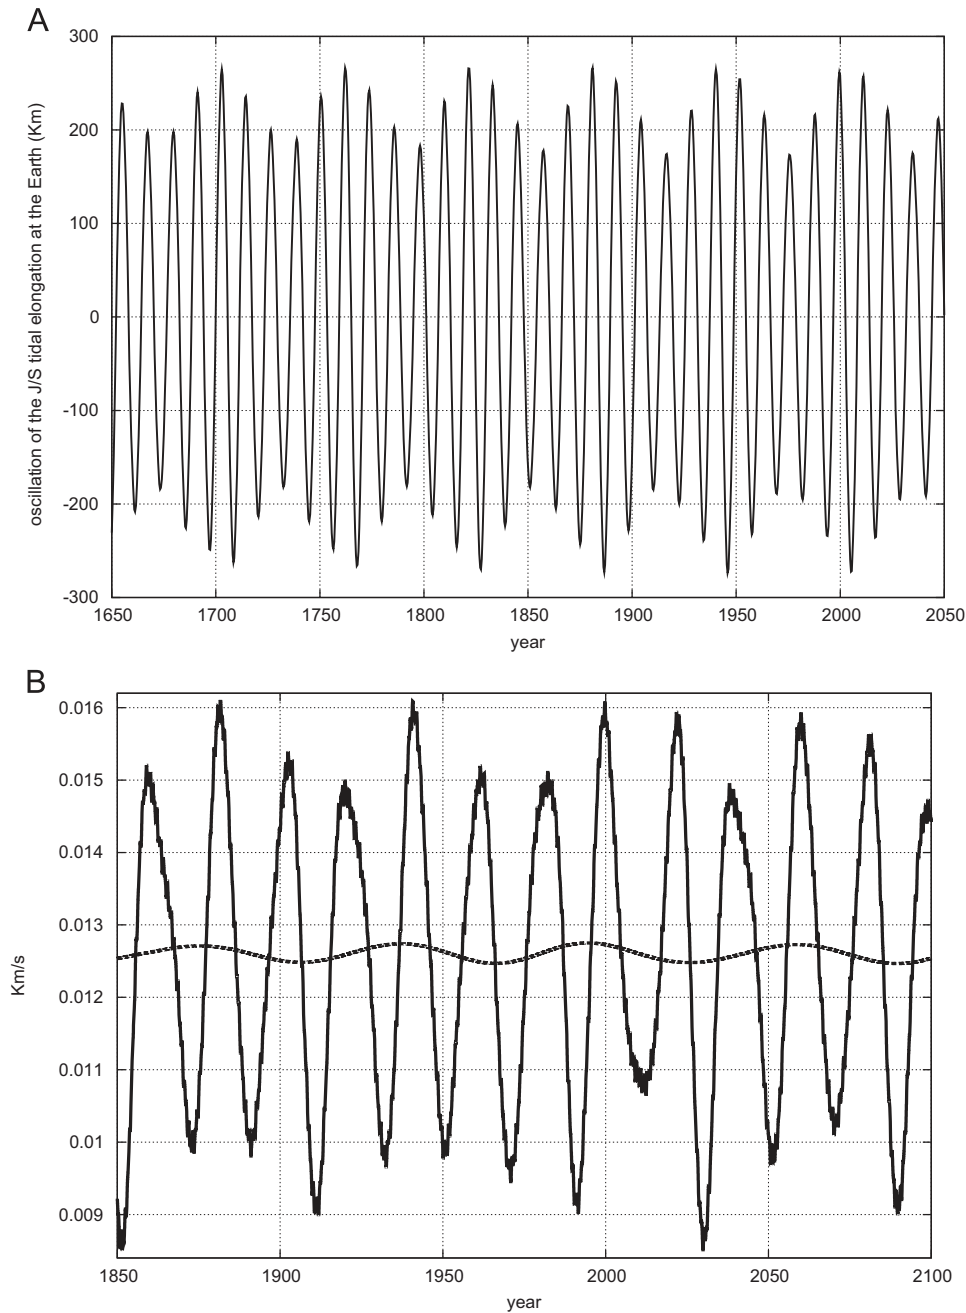 A
300
200
100
0
-100
-200
-300
oscillation of the J/S tidal elongation at the Earth (Km)
1650 1700 1750 1800 1850 1900 1950 2000 2050
year
B
0.016
0.015
0.014
0.013
0.012
0.011
0.01
0.009
Km/s
1850 1900 1950 2000 2050 2100
year